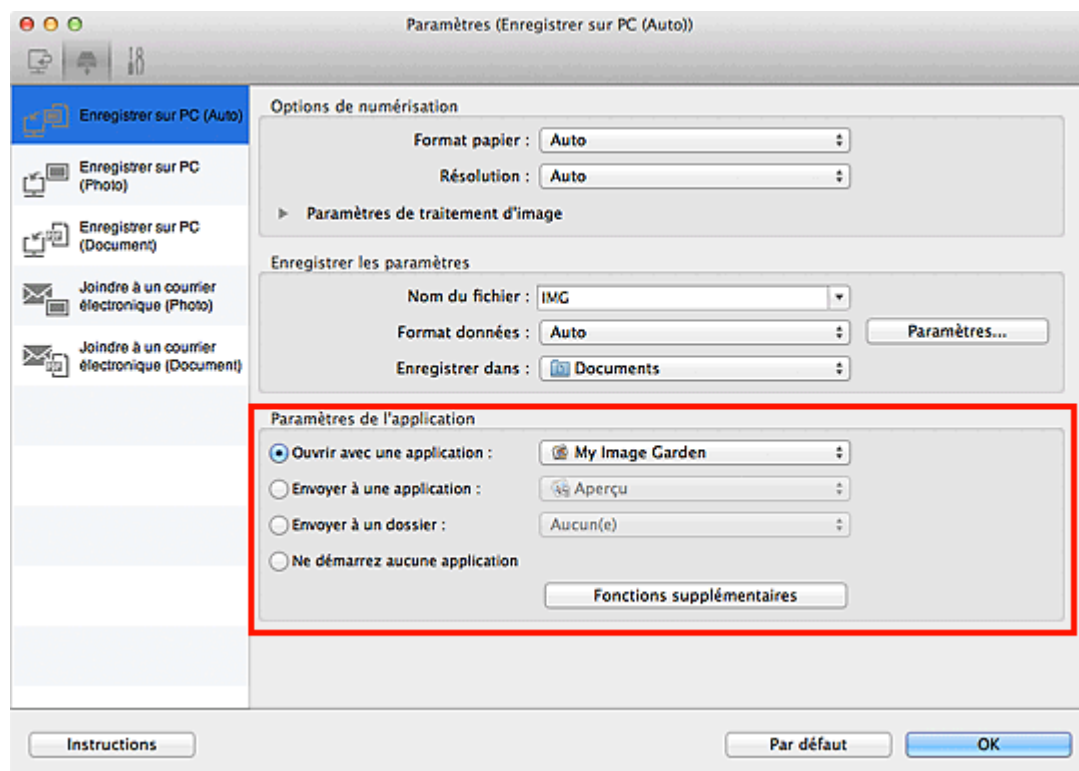 Paramètres (Enregistrer sur PC (Auto))
Enregistrer sur PC (Auto)
Enregistrer sur PC
(Photo)
Enregistrer sur PC
(Document)
Joindre à un courrier
électronique (Photo)
Joindre à un courrier
électronique (Document)
Options de numérisation
Format papier : Auto
Résolution : Auto
Paramètres de traitement d'image
Enregistrer les paramètres
Nom du fichier : IMG
Format données : Auto Paramètres...
Enregistrer dans : Documents
Paramètres de l'application
Ouvrir avec une application : My Image Garden
Envoyer à une application : Aperçu
Envoyer à un dossier : Aucun(e)
Ne démarrez aucune application
Fonctions supplémentaires
Instructions Par défaut OK